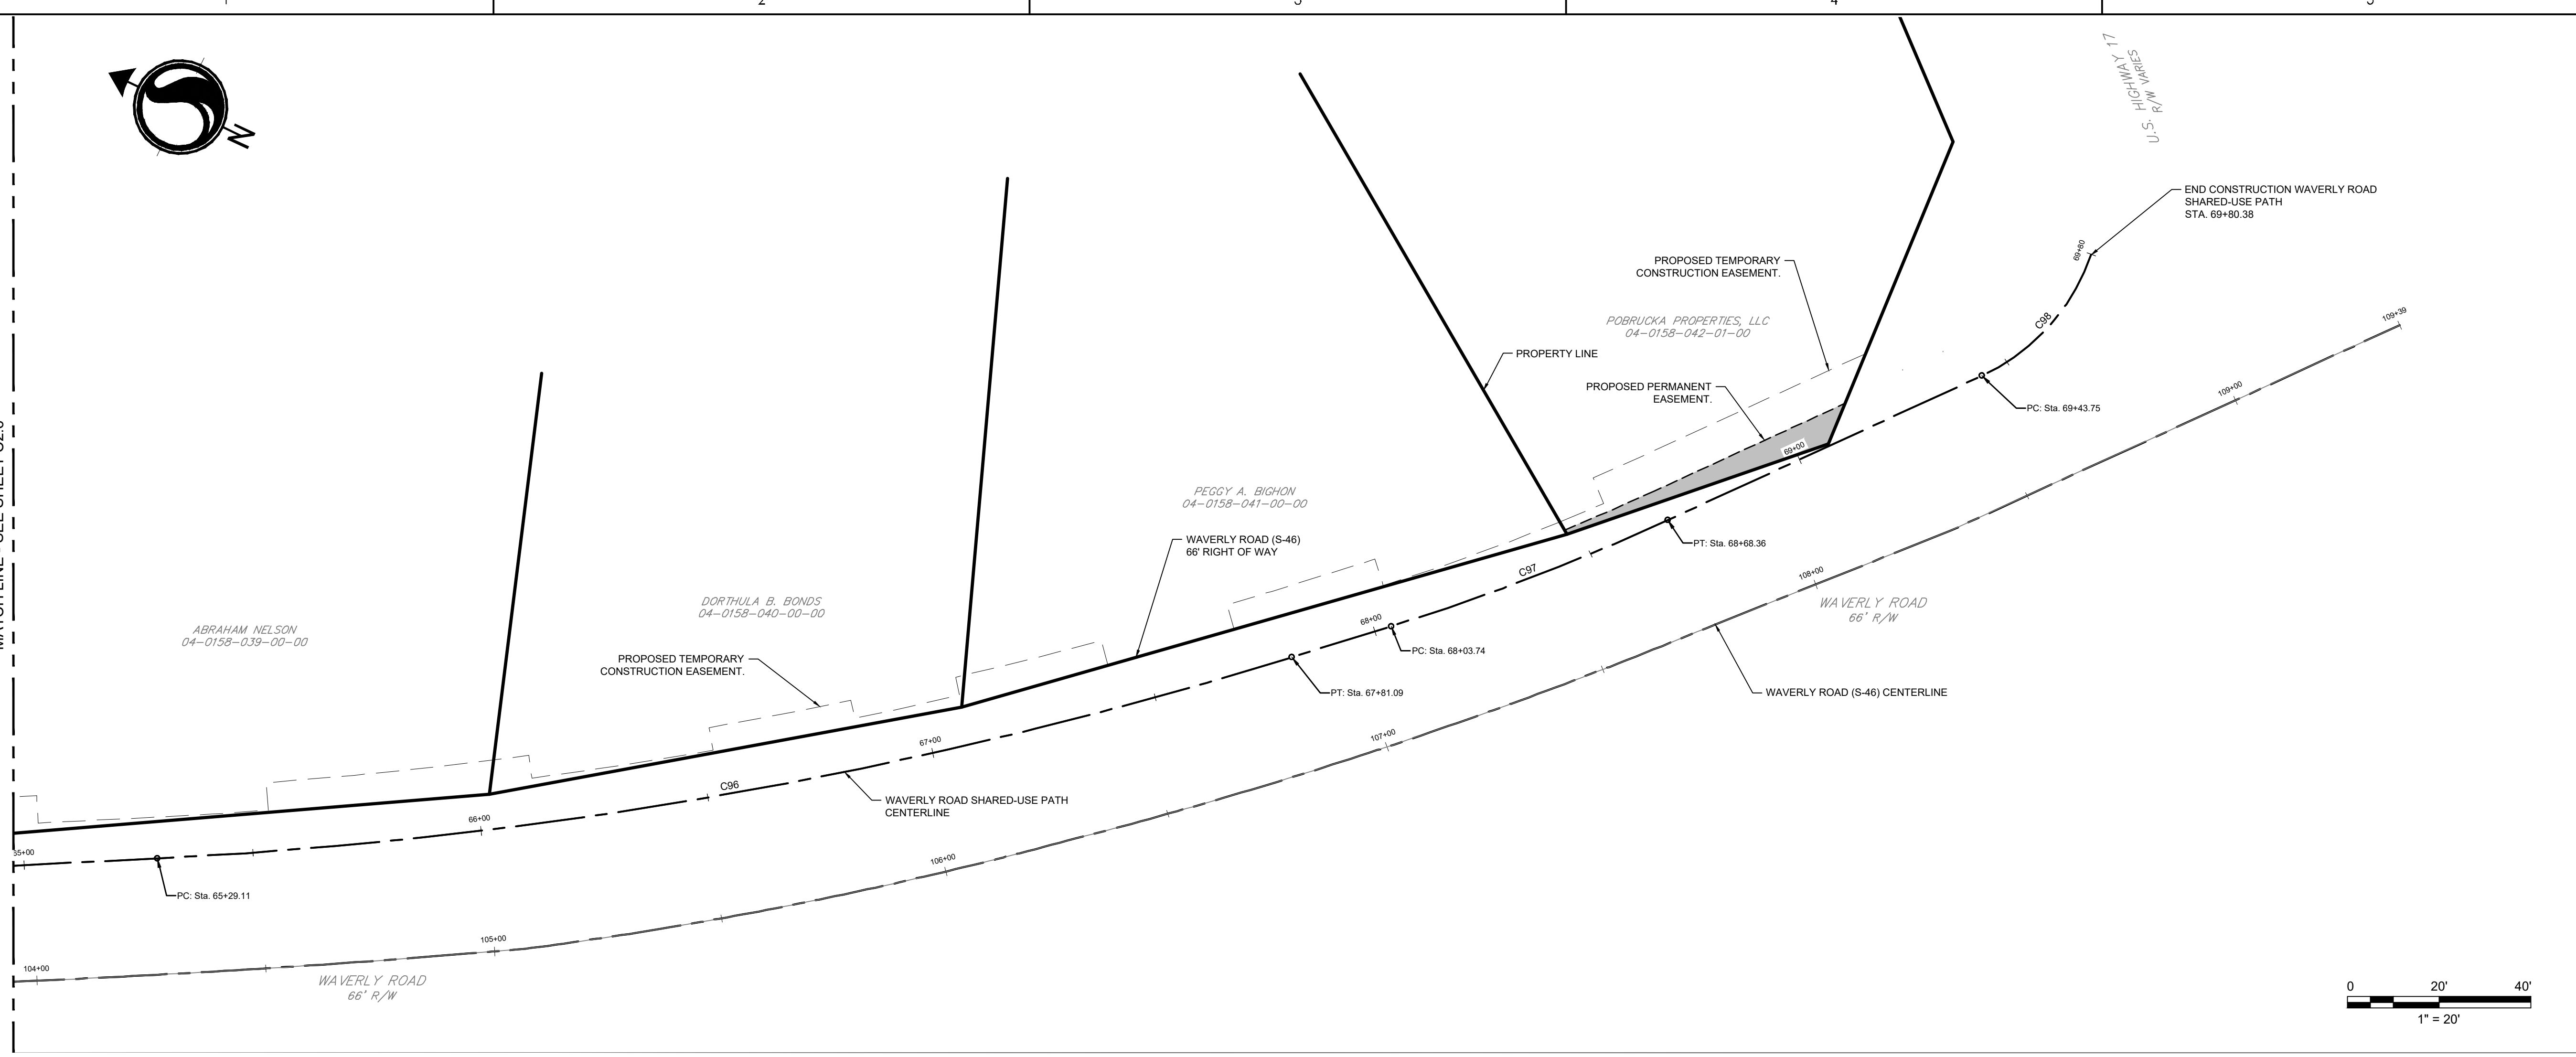 2
3
4
N
U.S. HIGHWAY 17
R/W VARIES
END CONSTRUCTION WAVERLY ROAD
SHARED-USE PATH
STA. 69+80.38
69+80
PROPOSED TEMPORARY
CONSTRUCTION EASEMENT.
POBRUCKA PROPERTIES, LLC
04-0158-042-01-00
C98
109+39
PROPERTY LINE
PROPOSED PERMANENT
EASEMENT.
109+00
PC: Sta. 69+43.75
69+00
PEGGY A. BIGHON
04-0158-041-00-00
WAVERLY ROAD (S-46)
66' RIGHT OF WAY
PT: Sta. 68+68.36
C97
108+00
WAVERLY ROAD
66' R/W
DORTHULA B. BONDS
04-0158-040-00-00
ABRAHAM NELSON
04-0158-039-00-00
68+00
PC: Sta. 68+03.74
PROPOSED TEMPORARY
CONSTRUCTION EASEMENT.
PT: Sta. 67+81.09
WAVERLY ROAD (S-46) CENTERLINE
67+00
107+00
C96
WAVERLY ROAD SHARED-USE PATH
CENTERLINE
66+00
5+00
106+00
PC: Sta. 65+29.11
105+00
104+00
WAVERLY ROAD
66' R/W
0 20' 40'
1" = 20'